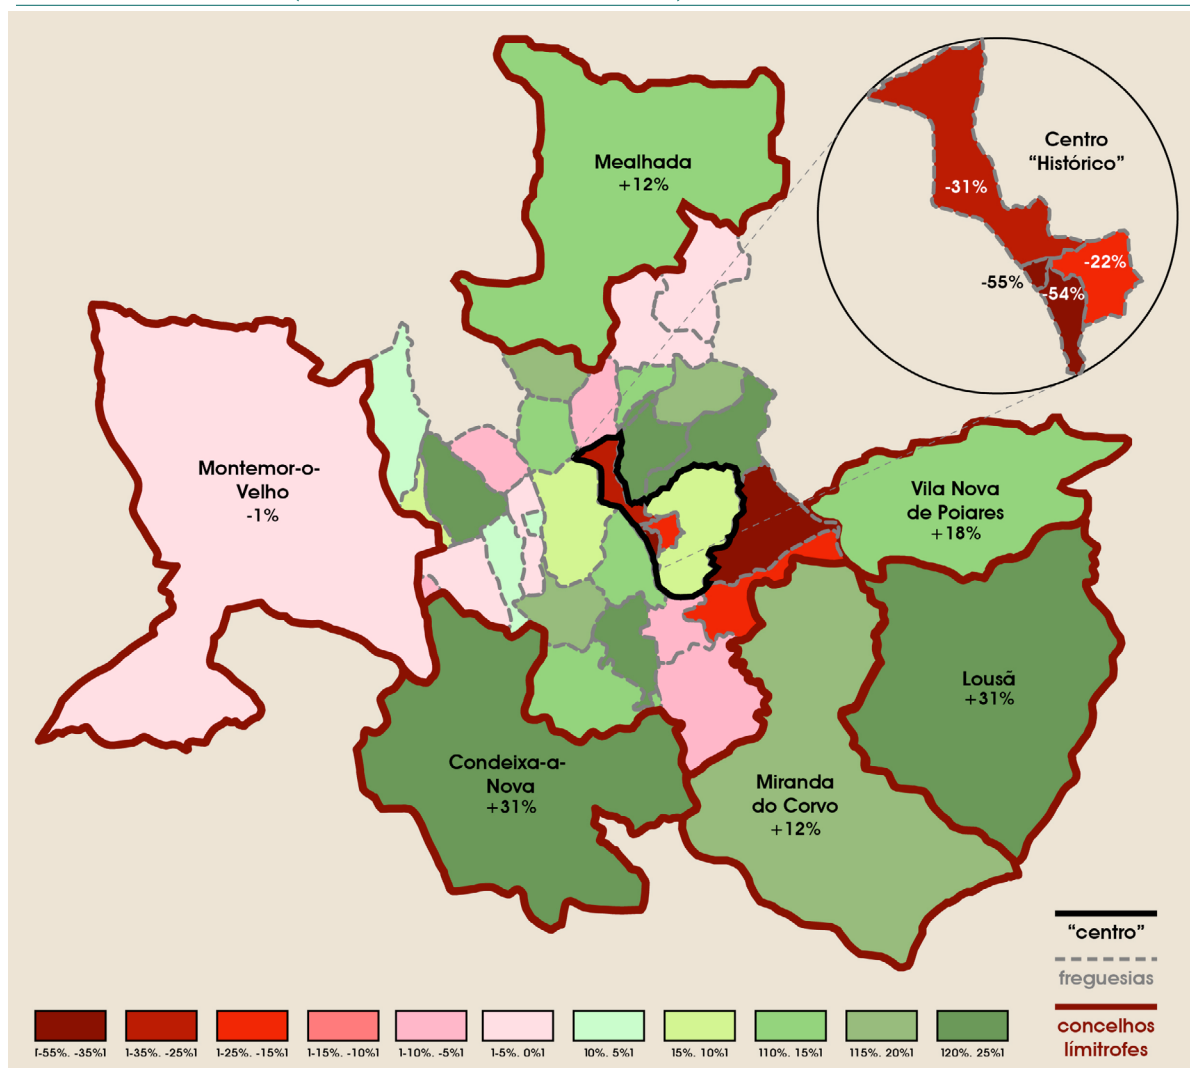 Centro
“Histórico”
-31%
-22%
-55%
-54%
Mealhada
+12%
Montemor-o-
Velho
-1%
Vila Nova
de Poiares
+18%
Lousã
+31%
Condeixa-a-
Nova
+31%
Miranda
do Corvo
+12%
“centro”
freguesias
concelhos
límitrofes
[-55%. -35%]
]-35%. -25%]
]-25%. -15%]
]-15%. -10%]
]-10%. -5%]
]-5%. 0%]
]0%. 5%]
]5%. 10%]
]10%. 15%]
]15%. 20%]
]20%. 25%]